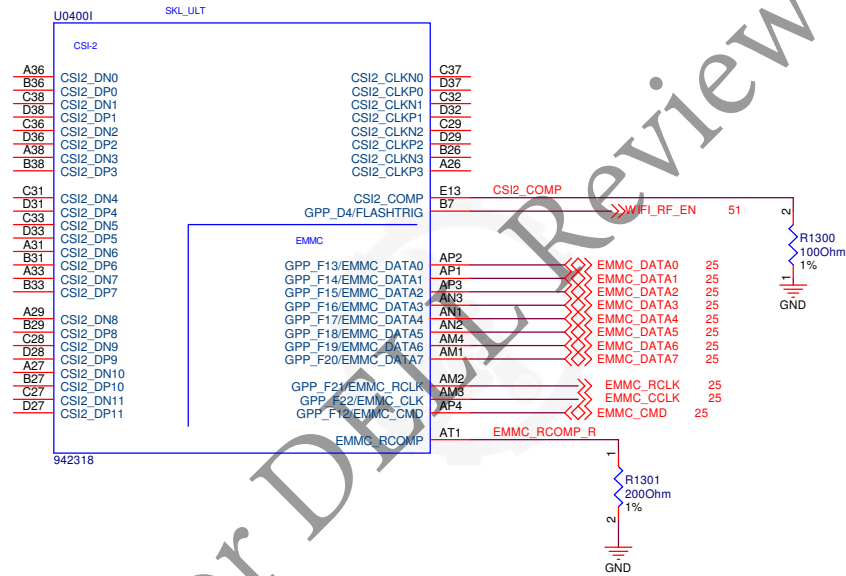 U0400I
SKL_ULT
CSI-2
A36 CSI2_DN0 CSI2_CLKN0 C37
B36 CSI2_DP0 CSI2_CLKP0 D37
C38 CSI2_DN1 CSI2_CLKN1 C32
D38 CSI2_DP1 CSI2_CLKP1 D32
C36 CSI2_DN2 CSI2_CLKN2 C29
D36 CSI2_DP2 CSI2_CLKP2 D29
A38 CSI2_DN3 CSI2_CLKN3 B26
B38 CSI2_DP3 CSI2_CLKP3 A26
C31 CSI2_DN4 CSI2_COMP E13 CSI2_COMP
D31 CSI2_DP4 GPP_D4/FLASHTRIG B7 WIFI_RF_EN 51
C33 CSI2_DN5
D33 CSI2_DP5
A31 CSI2_DN6
B31 CSI2_DP6
A33 CSI2_DN7
B33 CSI2_DP7
2
R1300
100Ohm
1%
1
GND
EMMC
GPP_F13/EMMC_DATA0 AP2 EMMC_DATA0 25
GPP_F14/EMMC_DATA1 AP1 EMMC_DATA1 25
GPP_F15/EMMC_DATA2 AP3 EMMC_DATA2 25
GPP_F16/EMMC_DATA3 AN3 EMMC_DATA3 25
GPP_F17/EMMC_DATA4 AN1 EMMC_DATA4 25
GPP_F18/EMMC_DATA5 AN2 EMMC_DATA5 25
GPP_F19/EMMC_DATA6 AM4 EMMC_DATA6 25
GPP_F20/EMMC_DATA7 AM1 EMMC_DATA7 25
A29 CSI2_DN8
B29 CSI2_DP8
C28 CSI2_DN9
D28 CSI2_DP9
A27 CSI2_DN10
B27 CSI2_DP10 GPP_F21/EMMC_RCLK AM2 EMMC_RCLK 25
C27 CSI2_DN11 GPP_F22/EMMC_CLK AM3 EMMC_CCLK 25
D27 CSI2_DP11 GPP_F12/EMMC_CMD AP4 EMMC_CMD 25
EMMC_RCOMP AT1 EMMC_RCOMP_R
942318
1
R1301
200Ohm
1%
2
GND
or DELL Review